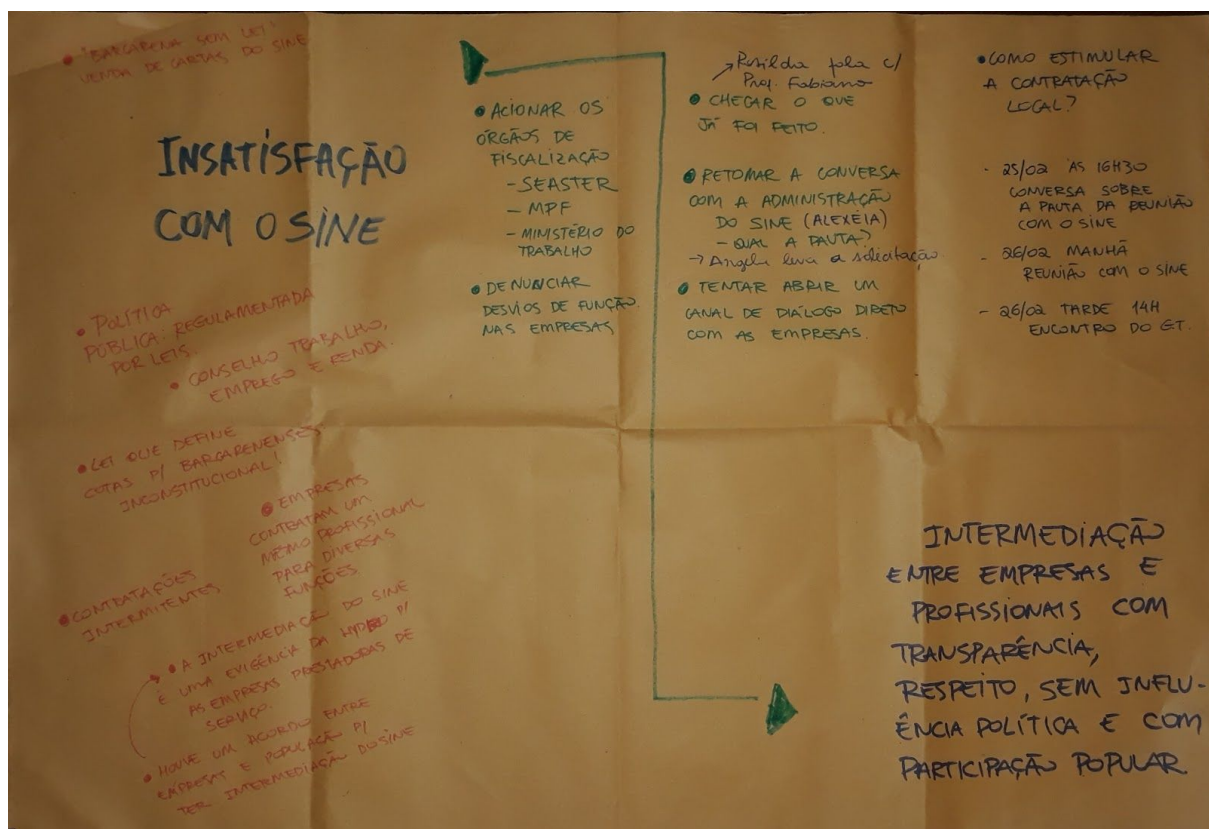 • "BARCARENA SEM LEI"
VENDA DE CARTAS DO SINE
INSATISFAÇÃO
COM O SINE
• POLÍTICA
PÚBLICA: REGULAMENTADA
POR LEIS.
• CONSELHO TRABALHO,
EMPREGO E RENDA.
• LEI QUE DEFINE
COTAS P/ BARCARENENSES
INCONSTITUCIONAL!
• EMPRESAS
CONTRATAM UM
MESMO PROFISSIONAL
PARA DIVERSAS
FUNÇÕES.
• CONTRATAÇÕES
INTERMITENTES
• A INTERMEDIAÇÃO DO SINE
É UMA EXIGÊNCIA DA HYDRO P/
AS EMPRESAS PRESTADORAS DE
SERVIÇO.
• HOUVE UM ACORDO ENTRE
EMPRESAS E POPULAÇÃO P/
TER INTERMEDIAÇÃO DO SINE
• ACIONAR OS
ÓRGÃOS DE
FISCALIZAÇÃO
- SEASTER
- MPF
- MINISTÉRIO DO
TRABALHO
• DENUNCIAR
DESVIOS DE FUNÇÃO
NAS EMPRESAS
→ fala c/
Prof. Fabiano
• CHECAR O QUE
JÁ FOI FEITO.
• RETOMAR A CONVERSA
COM A ADMINISTRAÇÃO
DO SINE (ALEXÉIA)
- QUAL A PAUTA?
→ Angela leva a solicitação
• TENTAR ABRIR UM
CANAL DE DIÁLOGO DIRETO
COM AS EMPRESAS.
• COMO ESTIMULAR
A CONTRATAÇÃO
LOCAL?
- 25/02 AS 16H30
CONVERSA SOBRE
A PAUTA DA REUNIÃO
COM O SINE
- 26/02 MANHÃ
REUNIÃO COM O SINE
- 26/02 TARDE 14H
ENCONTRO DO GT.
INTERMEDIAÇÃO
ENTRE EMPRESAS E
PROFISSIONAIS COM
TRANSPARÊNCIA,
RESPEITO, SEM INFLU-
ÊNCIA POLÍTICA E COM
PARTICIPAÇÃO POPULAR